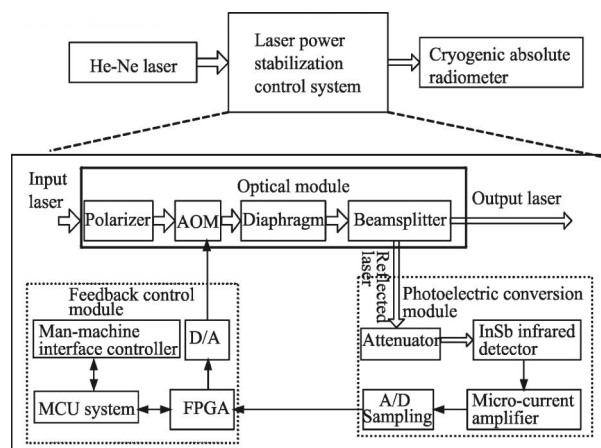 He-Ne laser
Laser power
stabilization
control system
Cryogenic absolute
radiometer
Input
laser
Optical module
Output laser
Polarizer
AOM
Diaphragm
Beamsplitter
Reflected
laser
Feedback control
module
Man-machine
interface controller
D/A
MCU system
FPGA
Photoelectric conversion
module
Attenuator
InSb infrared
detector
A/D
Sampling
Micro-current
amplifier